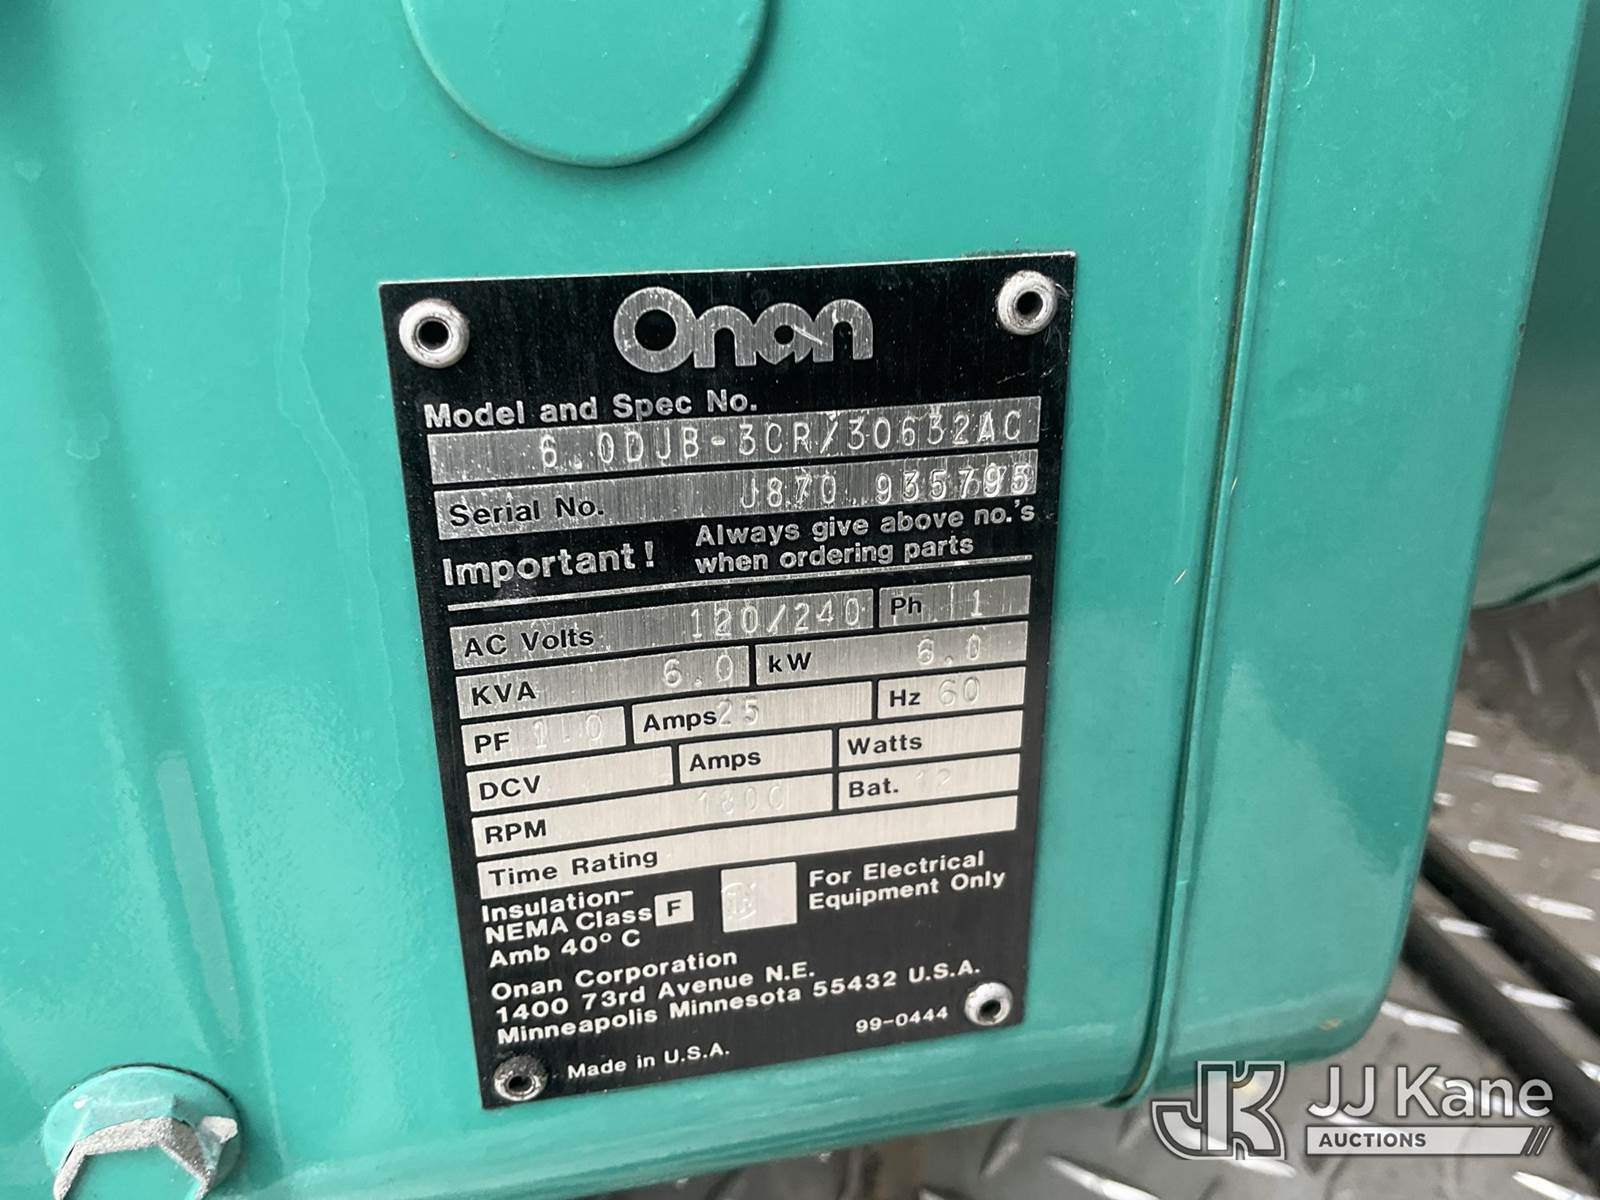 Onan
Model and Spec No.
6.0DJB-3CR/30632AC
Serial No. J870 935795
Important! Always give above no.'s
when ordering parts
AC Volts 120/240 Ph 1
KVA 6.0 kW 6.0
PF 1.0 Amps 25 Hz 60
DCV Amps Watts
RPM 1800 Bat. 12
Time Rating
Insulation-
NEMA Class F
Amb 40° C
For Electrical
Equipment Only
Onan Corporation
1400 73rd Avenue N.E.
Minneapolis Minnesota 55432 U.S.A.
99-0444
Made in U.S.A.
JK JJ Kane
AUCTIONS